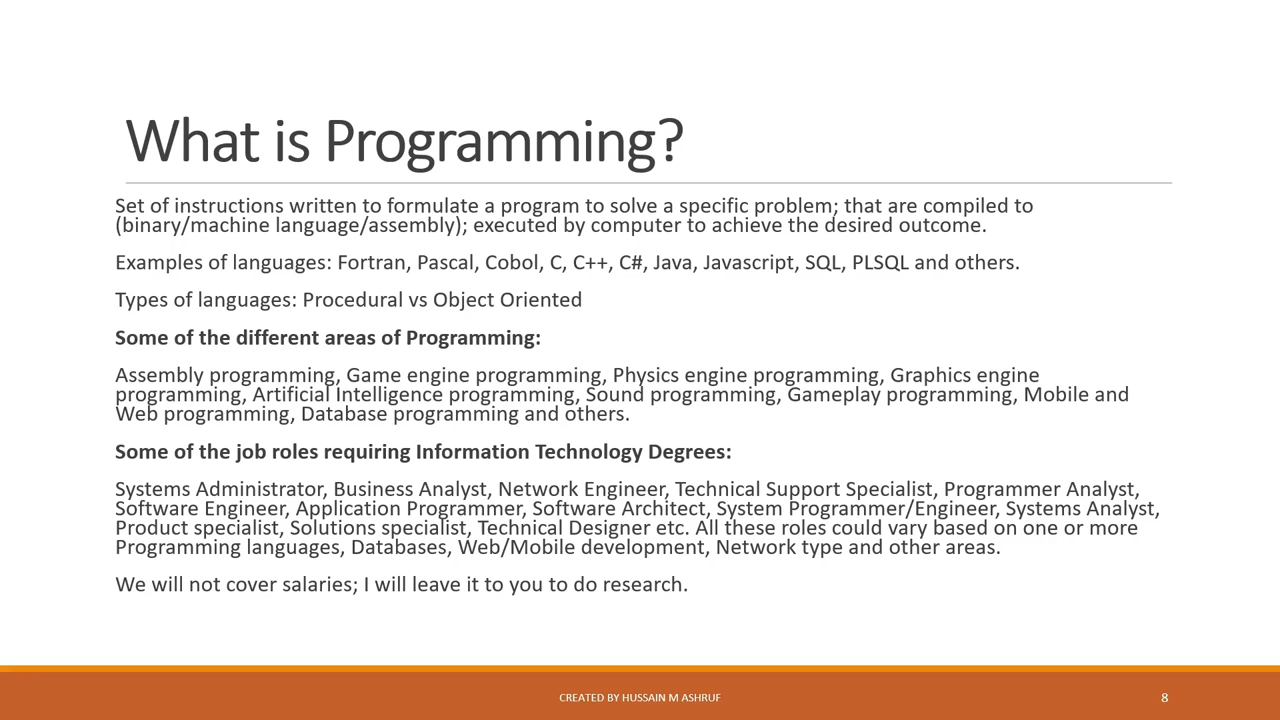 What is Programming?
Set of instructions written to formulate a program to solve a specific problem; that are compiled to
(binary/machine language/assembly); executed by computer to achieve the desired outcome.
Examples of languages: Fortran, Pascal, Cobol, C, C++, C#, Java, Javascript, SQL, PLSQL and others.
Types of languages: Procedural vs Object Oriented
Some of the different areas of Programming:
Assembly programming, Game engine programming, Physics engine programming, Graphics engine
programming, Artificial Intelligence programming, Sound programming, Gameplay programming, Mobile and
Web programming, Database programming and others.
Some of the job roles requiring Information Technology Degrees:
Systems Administrator, Business Analyst, Network Engineer, Technical Support Specialist, Programmer Analyst,
Software Engineer, Application Programmer, Software Architect, System Programmer/Engineer, Systems Analyst,
Product specialist, Solutions specialist, Technical Designer etc. All these roles could vary based on one or more
Programming languages, Databases, Web/Mobile development, Network type and other areas.
We will not cover salaries; I will leave it to you to do research.
CREATED BY HUSSAIN M ASHRUF
8